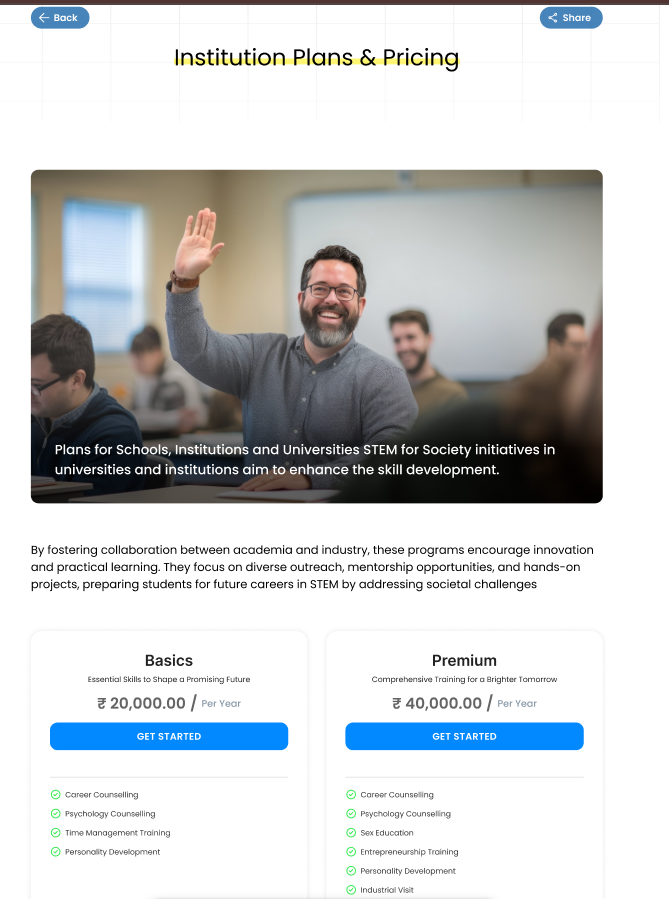 Back
Share
Institution Plans & Pricing
Plans for Schools, Institutions and Universities STEM for Society initiatives in
universities and institutions aim to enhance the skill development.
By fostering collaboration between academia and industry, these programs encourage innovation
and practical learning. They focus on diverse outreach, mentorship opportunities, and hands-on
projects, preparing students for future careers in STEM by addressing societal challenges
Basics
Essential Skills to Shape a Promising Future
₹ 20,000.00 / Per Year
GET STARTED
Career Counselling
Psychology Counselling
Time Management Training
Personality Development
Premium
Comprehensive Training for a Brighter Tomorrow
₹ 40,000.00 / Per Year
GET STARTED
Career Counselling
Psychology Counselling
Sex Education
Entrepreneurship Training
Personality Development
Industrial Visit